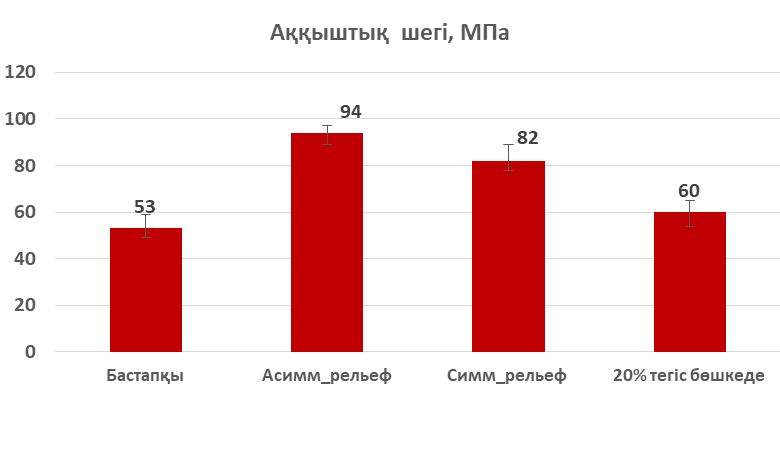 Аққыштық шегі, МПа
120
100
80
60
40
20
0
53
94
82
60
Бастапқы
Асимм_рельеф
Симм_рельеф
20% тегіс бөшкеде